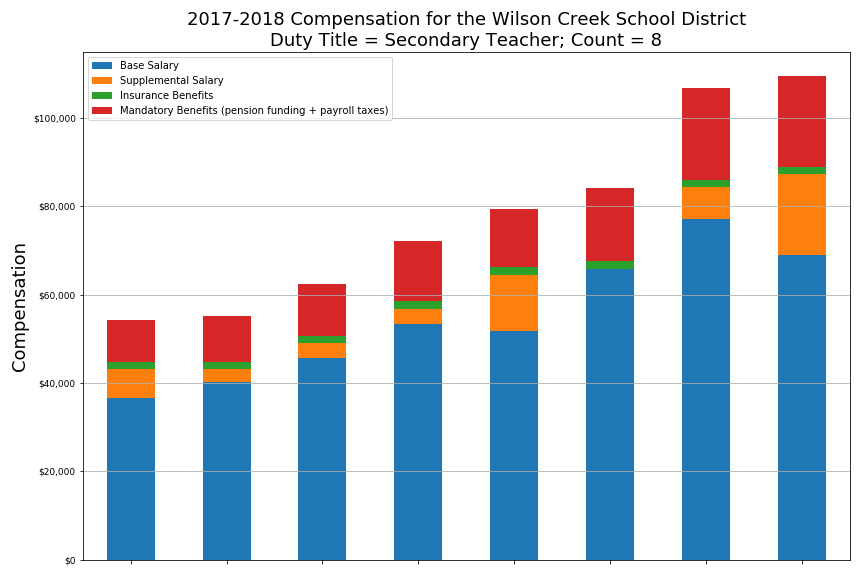 2017-2018 Compensation for the Wilson Creek School District
Duty Title = Secondary Teacher; Count = 8
Base Salary
Supplemental Salary
Insurance Benefits
Mandatory Benefits (pension funding + payroll taxes)
Compensation
$100,000
$80,000
$60,000
$40,000
$20,000
$0